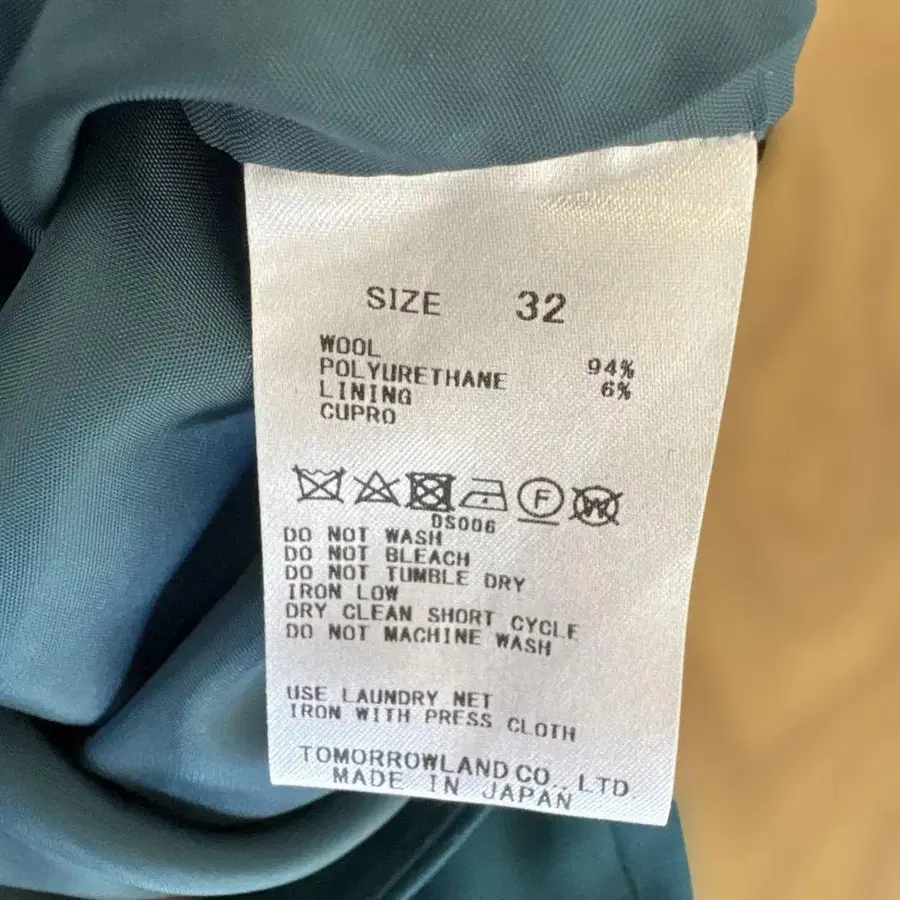 SIZE 32
WOOL 94%
POLYURETHANE 6%
LINING
CUPRO
F W
DS006
DO NOT WASH
DO NOT BLEACH
DO NOT TUMBLE DRY
IRON LOW
DRY CLEAN SHORT CYCLE
DO NOT MACHINE WASH
USE LAUNDRY NET
IRON WITH PRESS CLOTH
TOMORROWLAND CO., LTD.
MADE IN JAPAN